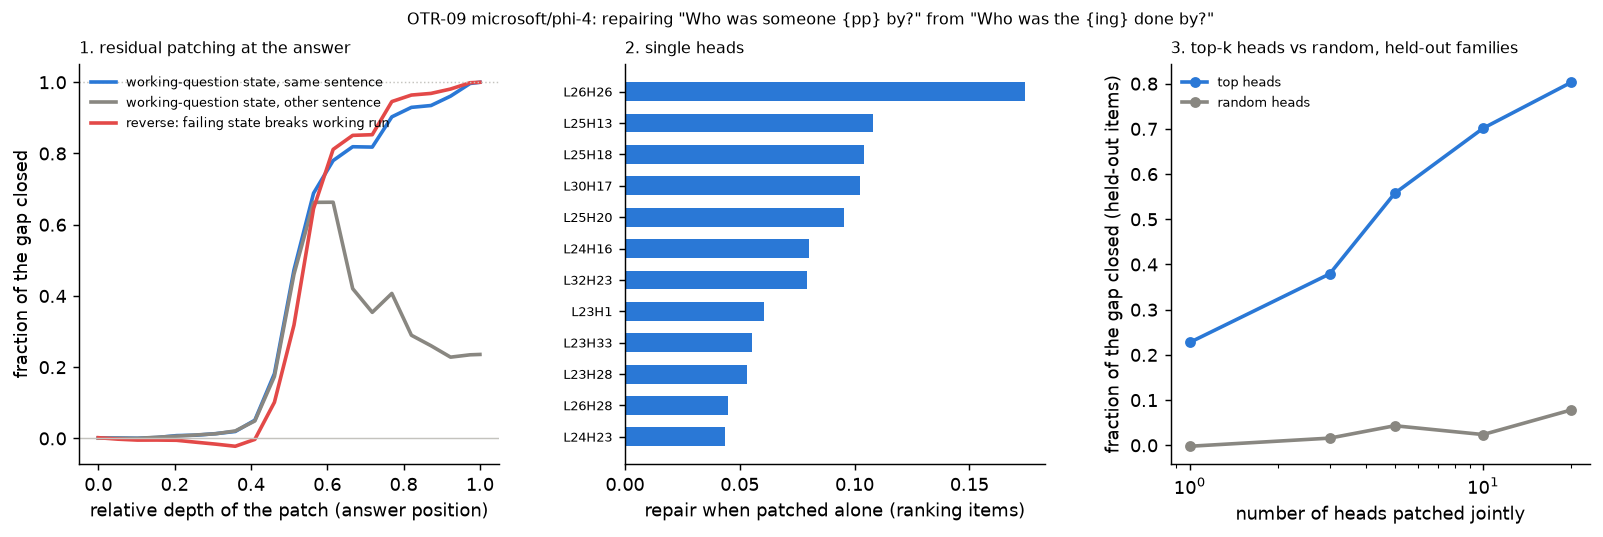 OTR-09 microsoft/phi-4: repairing "Who was someone {pp} by?" from "Who was the {ing} done by?"
1. residual patching at the answer
working-question state, same sentence
working-question state, other sentence
reverse: failing state breaks working run
fraction of the gap closed
1.0
0.8
0.6
0.4
0.2
0.0
0.0 0.2 0.4 0.6 0.8 1.0
relative depth of the patch (answer position)
2. single heads
L26H26
L25H13
L25H18
L30H17
L25H20
L24H16
L32H23
L23H1
L23H33
L23H28
L26H28
L24H23
0.00 0.05 0.10 0.15
repair when patched alone (ranking items)
3. top-k heads vs random, held-out families
top heads
random heads
fraction of the gap closed (held-out items)
0.8
0.7
0.6
0.5
0.4
0.3
0.2
0.1
0.0
10⁰ 10¹
number of heads patched jointly